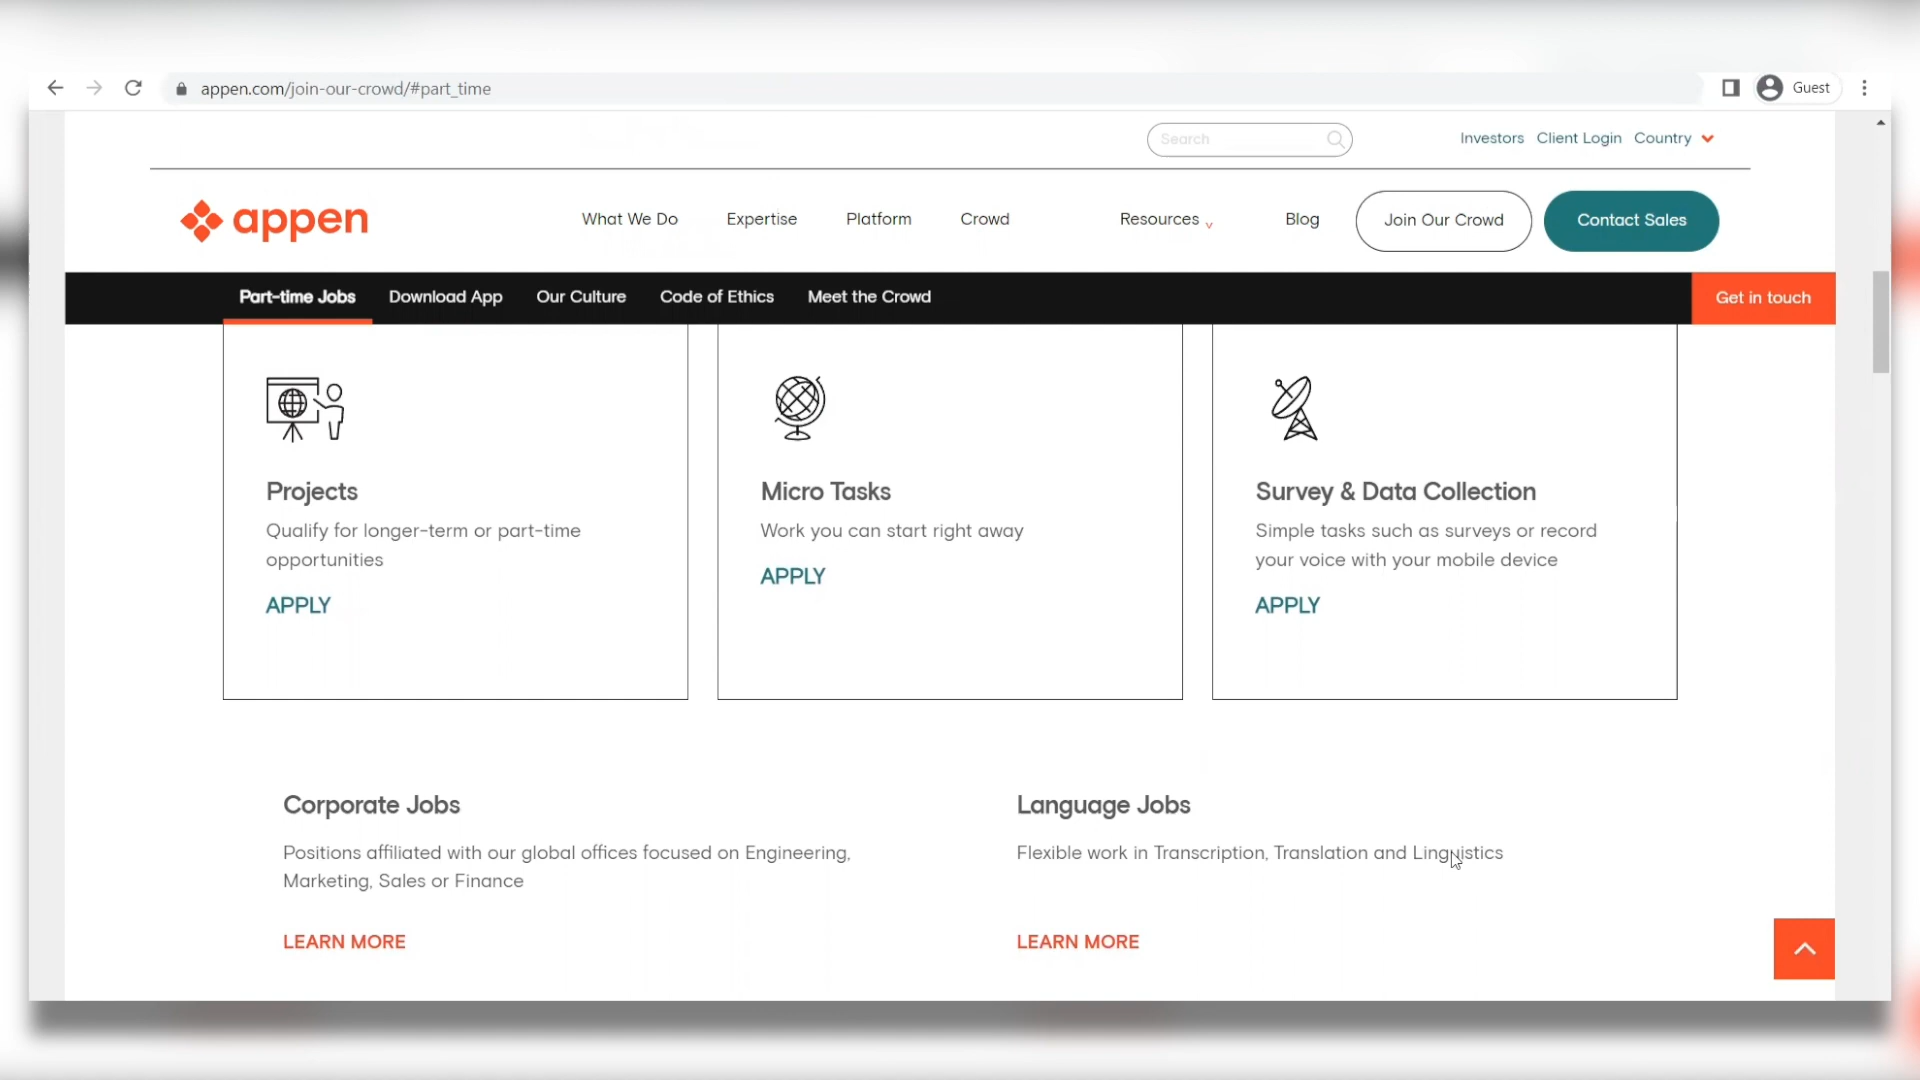 appen.com/join-our-crowd/#part_time
Guest
Search
Investors Client Login Country
appen
What We Do Expertise Platform Crowd Resources Blog Join Our Crowd Contact Sales
Part-time Jobs Download App Our Culture Code of Ethics Meet the Crowd Get in touch
Projects
Qualify for longer-term or part-time
opportunities
APPLY
Micro Tasks
Work you can start right away
APPLY
Survey & Data Collection
Simple tasks such as surveys or record
your voice with your mobile device
APPLY
Corporate Jobs
Positions affiliated with our global offices focused on Engineering,
Marketing, Sales or Finance
LEARN MORE
Language Jobs
Flexible work in Transcription, Translation and Linguistics
LEARN MORE